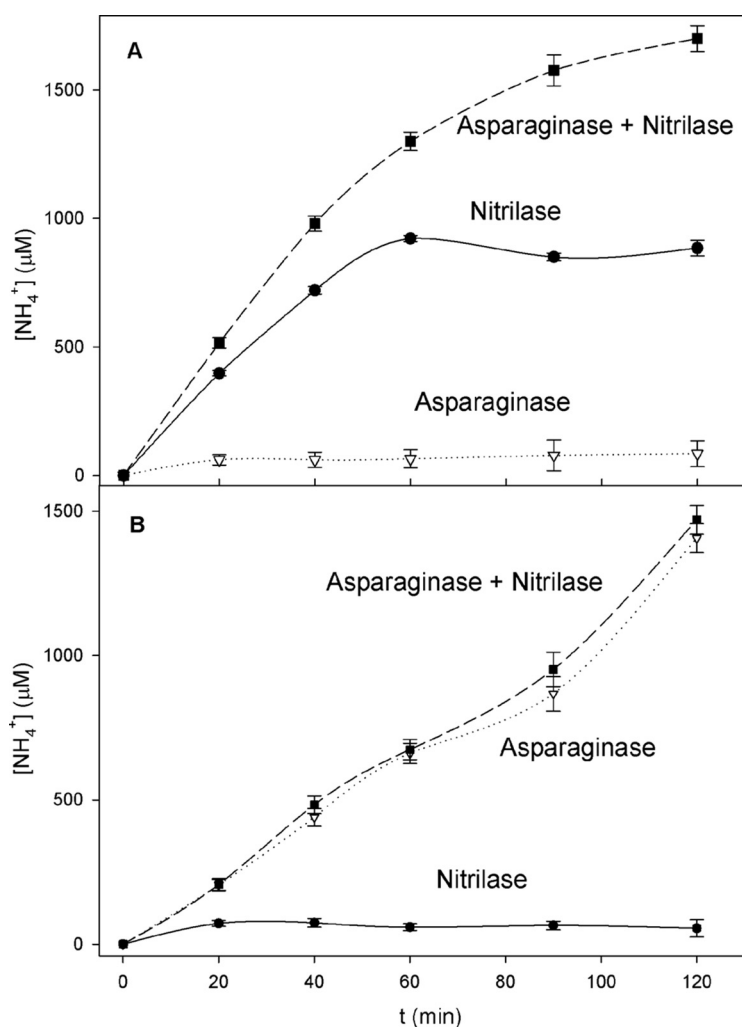 A
1500
1000
500
0
[NH₄⁺] (μM)
Asparaginase + Nitrilase
Nitrilase
Asparaginase
B
1500
1000
500
0
[NH₄⁺] (μM)
Asparaginase + Nitrilase
Asparaginase
Nitrilase
0 20 40 60 80 100 120
t (min)